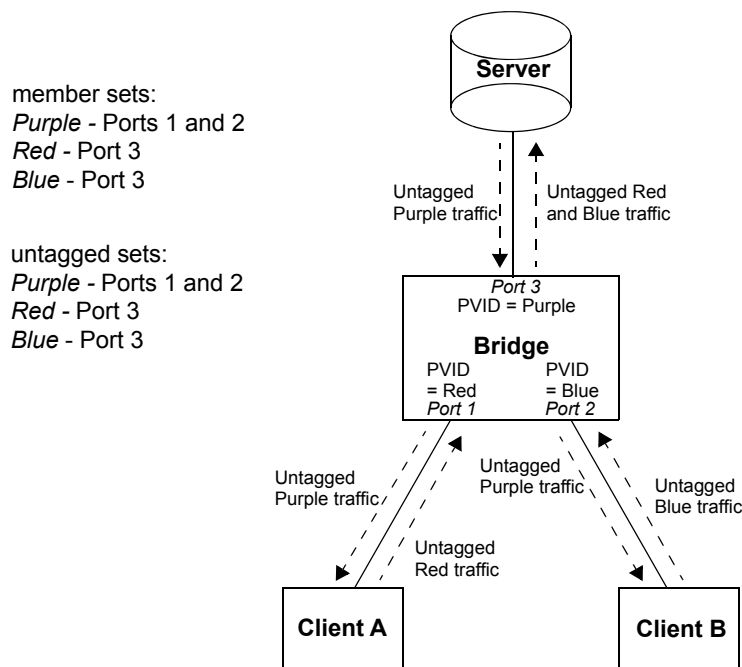 Server
member sets:
Purple - Ports 1 and 2
Red - Port 3
Blue - Port 3
Untagged
Purple traffic
Untagged Red
and Blue traffic
untagged sets:
Purple - Ports 1 and 2
Red - Port 3
Blue - Port 3
Port 3
PVID = Purple
Bridge
PVID
= Red
Port 1
PVID
= Blue
Port 2
Untagged
Purple traffic
Untagged
Purple traffic
Untagged
Blue traffic
Untagged
Red traffic
Client A
Client B